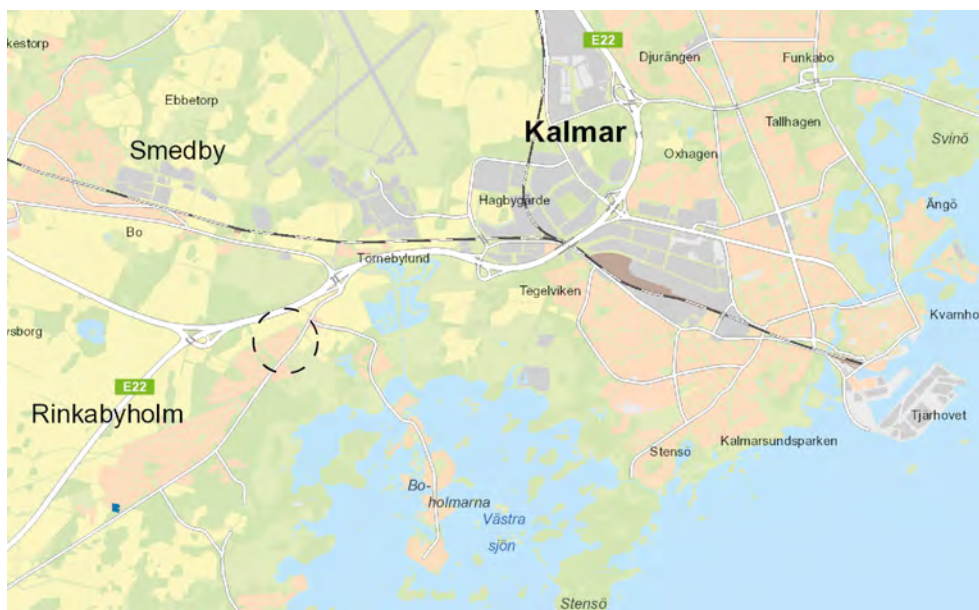 E22
Djurängen
Funkabo
kestorp
Ebbetorp
Kalmar
Tallhagen
Smedby
Oxhagen
Svinö
Hagbygärde
Ängö
Bo
Törnebylund
Tegelviken
Kvarnho
ysborg
E22
Rinkabyholm
Tjärhovet
Kalmarsundsparken
Stensö
Bo-
holmarna
Västra
sjön
Stensö